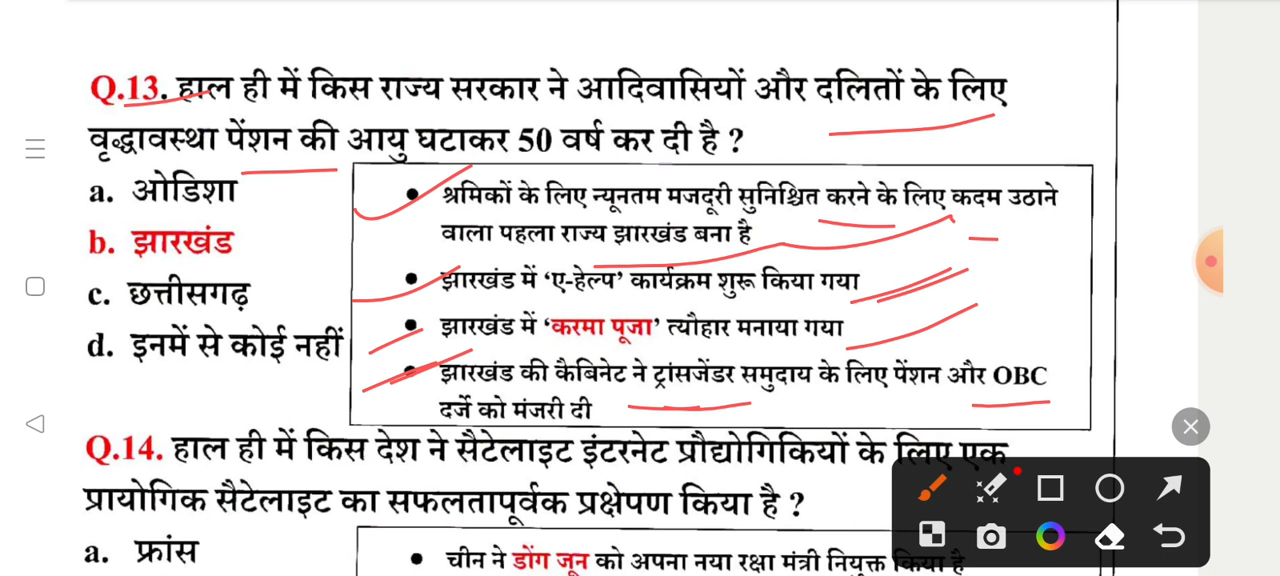 Q.13. हाल ही में किस राज्य सरकार ने आदिवासियों और दलितों के लिए
वृद्धावस्था पेंशन की आयु घटाकर 50 वर्ष कर दी है ?
a. ओडिशा
b. झारखंड
c. छत्तीसगढ़
d. इनमें से कोई नहीं
• श्रमिकों के लिए न्यूनतम मजदूरी सुनिश्चित करने के लिए कदम उठाने
वाला पहला राज्य झारखंड बना है
• झारखंड में ‘ए-हेल्प’ कार्यक्रम शुरू किया गया
• झारखंड में ‘करमा पूजा’ त्यौहार मनाया गया
• झारखंड की कैबिनेट ने ट्रांसजेंडर समुदाय के लिए पेंशन और OBC
दर्जे को मंजरी दी
Q.14. हाल ही में किस देश ने सैटेलाइट इंटरनेट प्रौद्योगिकियों के लिए एक
प्रायोगिक सैटेलाइट का सफलतापूर्वक प्रक्षेपण किया है ?
a. फ्रांस
• चीन ने डोंग जून को अपना नया रक्षा मंत्री नियुक्त किया है